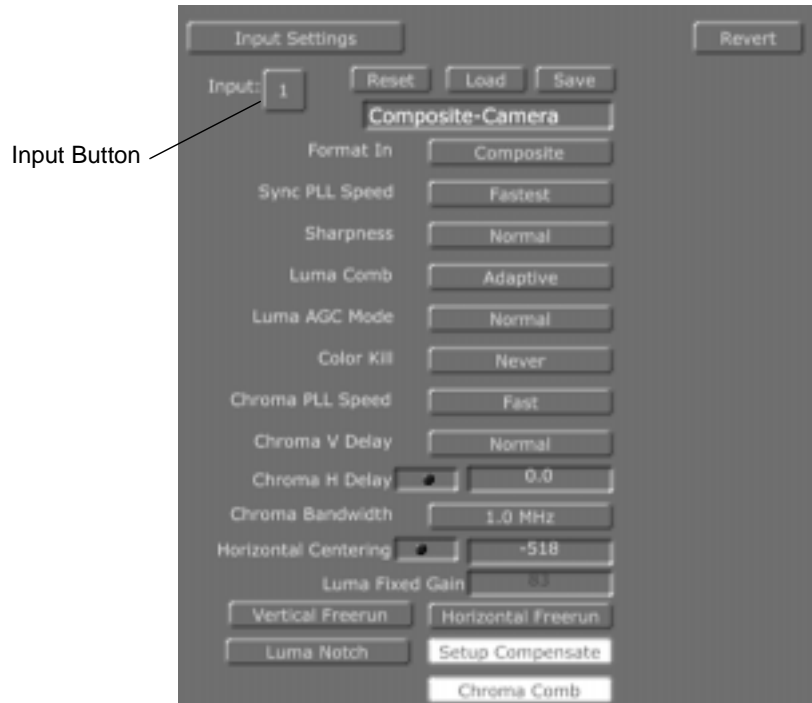 Input Settings Revert
Input: 1 Reset Load Save
Composite-Camera
Input Button
Format In Composite
Sync PLL Speed Fastest
Sharpness Normal
Luma Comb Adaptive
Luma AGC Mode Normal
Color Kill Never
Chroma PLL Speed Fast
Chroma V Delay Normal
Chroma H Delay 0.0
Chroma Bandwidth 1.0 MHz
Horizontal Centering -518
Luma Fixed Gain 83
Vertical Freerun Horizontal Freerun
Luma Notch Setup Compensate
Chroma Comb